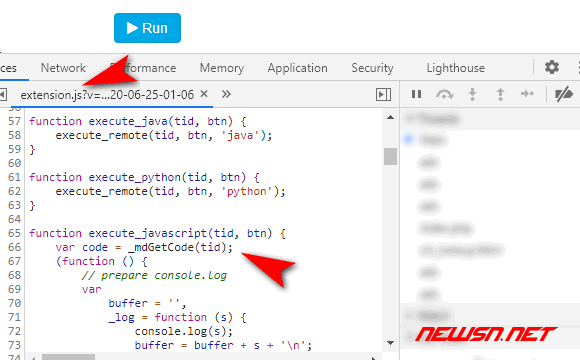 Run
ces Network Performance Memory Application Security Lighthouse
extension.js?v=...20-06-25-01-06 × »
56
57 function execute_java(tid, btn) {
58 execute_remote(tid, btn, 'java');
59 }
60
61 function execute_python(tid, btn) {
62 execute_remote(tid, btn, 'python');
63 }
64
65 function execute_javascript(tid, btn) {
66 var code = _mdGetCode(tid);
67 (function () {
68 // prepare console.log
69 var
70 buffer = '',
71 _log = function (s) {
72 console.log(s);
73 buffer = buffer + s + '\n';
74
NEWSN.NET